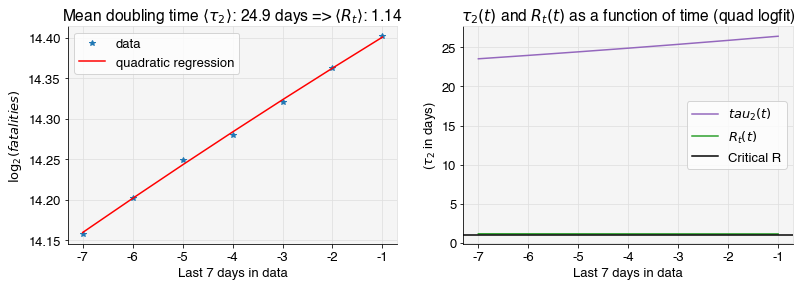 Mean doubling time ⟨τ₂⟩: 24.9 days => ⟨Rₜ⟩: 1.14
14.40
14.35
14.30
14.25
14.20
14.15
log₂(fatalities)
data
quadratic regression
-7 -6 -5 -4 -3 -2 -1
Last 7 days in data
τ₂(t) and Rₜ(t) as a function of time (quad logfit)
25
20
15
10
5
0
(τ₂ in days)
tau₂(t)
Rₜ(t)
Critical R
-7 -6 -5 -4 -3 -2 -1
Last 7 days in data